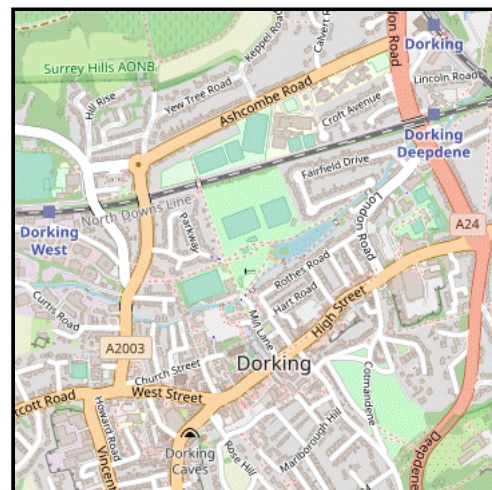 Keppel Road
Calvert R
don Road
Dorking
Surrey Hills AONB
Lincoln Road
Hill Rise
Yew Tree Road
Ashcombe Road
Croft Avenue
Dorking
Deepdene
Fairfield Drive
North Downs Line
London Road
A24
Dorking
West
Parkway
Rothes Road
Hart Road
Curtis Road
Mill Lane
High Street
A2003
Church Street
Dorking
Cotmandene
tcott Road
West Street
Howard Road
Marlborough Hill
Dorking
Caves
Rose Hill
Vincent
Deepdene